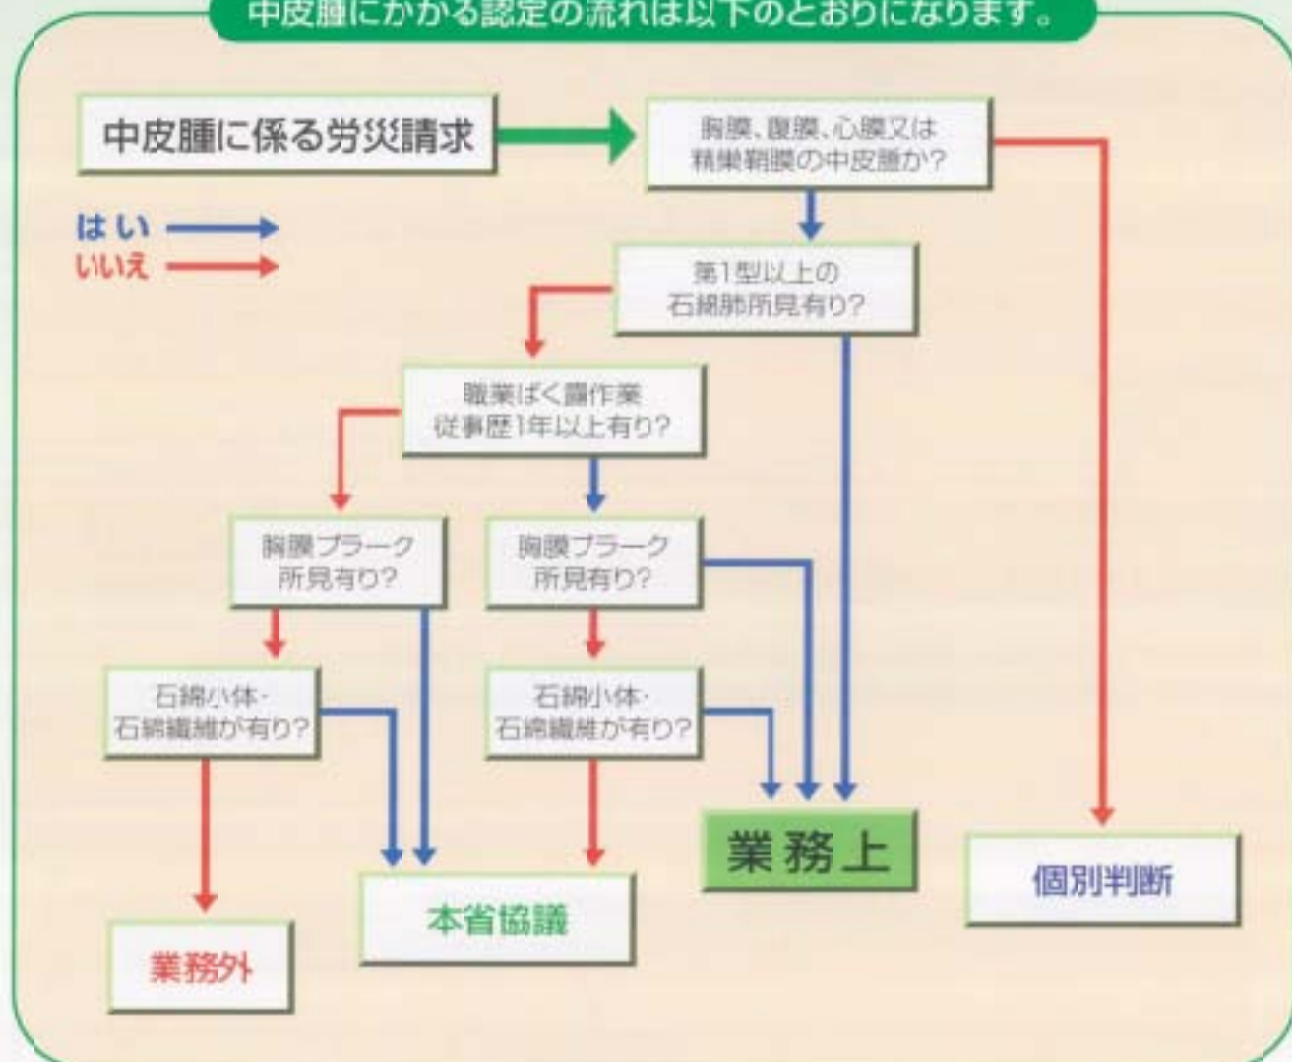 中皮腫にかかる認定の流れは以下のとおりになります。
中皮腫に係る労災請求
胸膜、腹膜、心膜又は
精巣鞘膜の中皮腫か?
はい
いいえ
第1型以上の
石綿肺所見有り?
職業ばく露作業
従事歴1年以上有り?
胸膜プラーク
所見有り?
胸膜プラーク
所見有り?
石綿小体・
石綿繊維が有り?
石綿小体・
石綿繊維が有り?
業務上
個別判断
本省協議
業務外